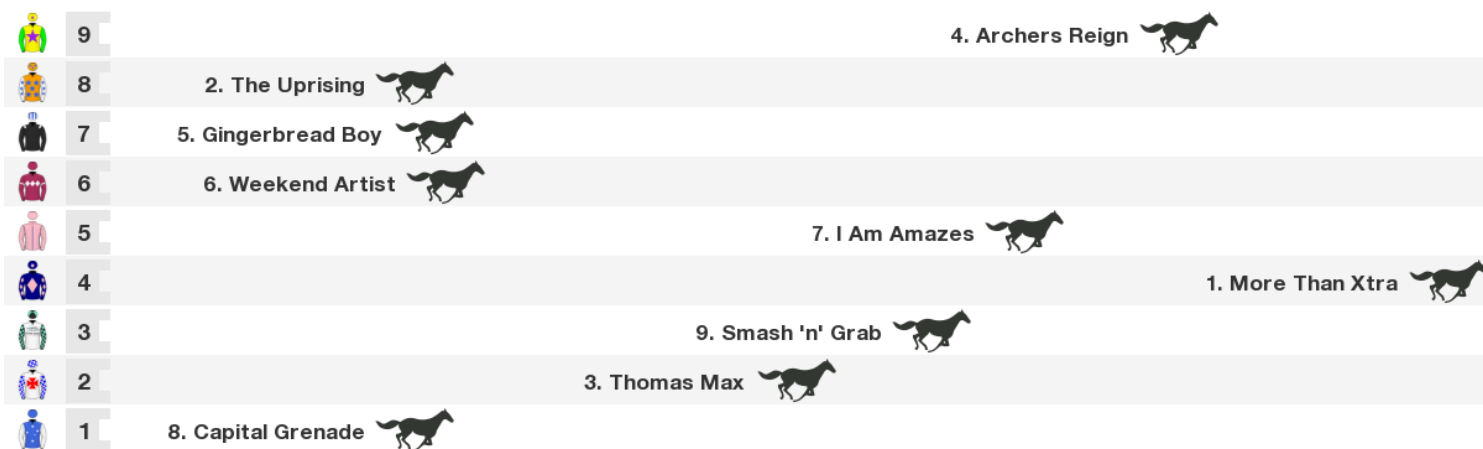 9 4. Archers Reign
8 2. The Uprising
7 5. Gingerbread Boy
6 6. Weekend Artist
5 7. I Am Amazes
4 1. More Than Xtra
3 9. Smash 'n' Grab
2 3. Thomas Max
1 8. Capital Grenade